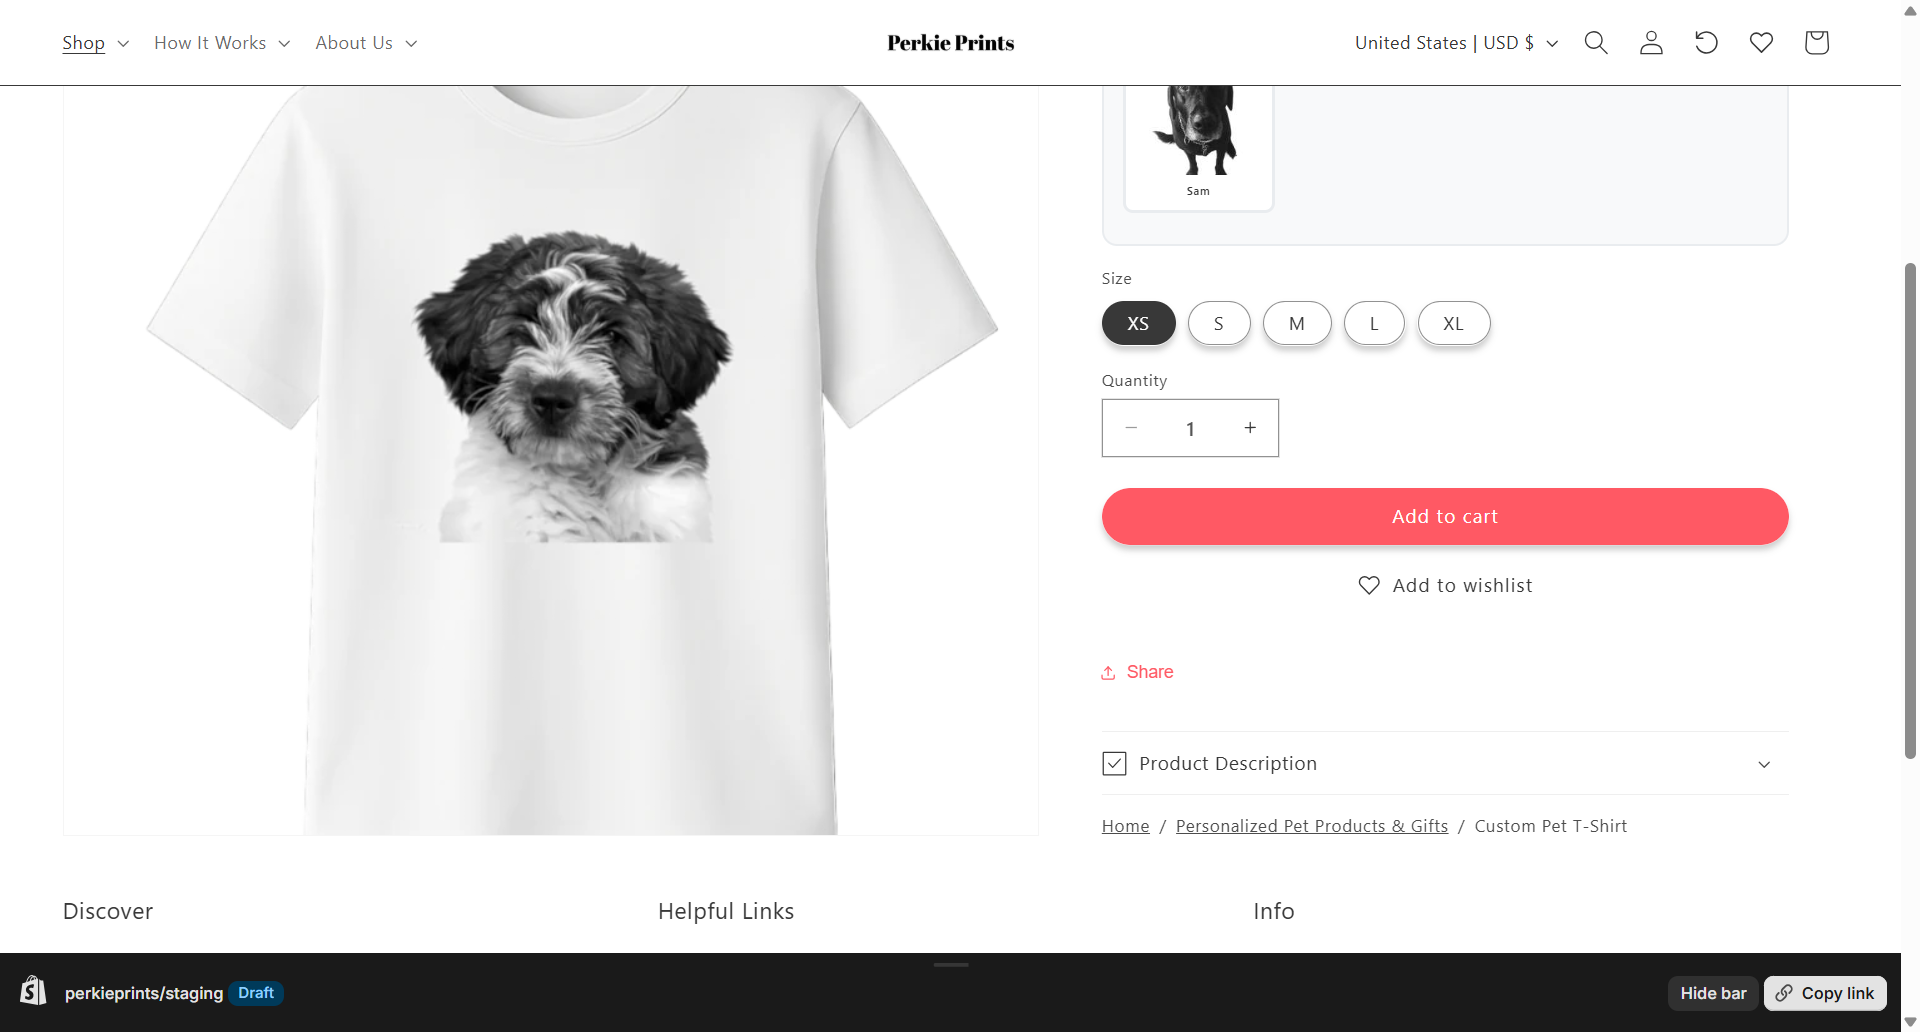 Shop
How It Works
About Us
Perkie Prints
United States | USD $
Sam
Size
XS
S
M
L
XL
Quantity
1
Add to cart
Add to wishlist
Share
Product Description
Home / Personalized Pet Products & Gifts / Custom Pet T-Shirt
Discover
Helpful Links
Info
perkieprints/staging
Draft
Hide bar
Copy link